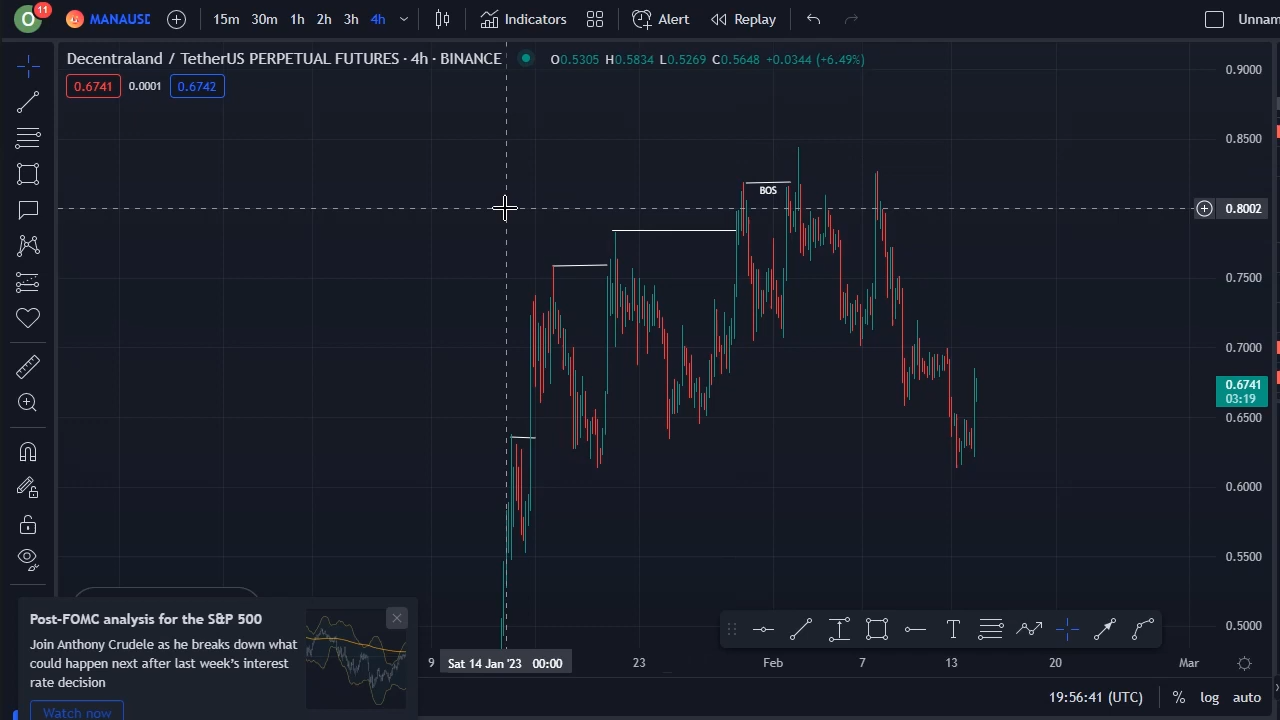 O 11 MANAUSD 15m 30m 1h 2h 3h 4h Indicators Alert Replay Unnam
Decentraland / TetherUS PERPETUAL FUTURES · 4h · BINANCE O0.5305 H0.5834 L0.5269 C0.5648 +0.0344 (+6.49%)
0.6741 0.0001 0.6742
0.9000
0.8500
BOS
0.8002
0.7500
0.7000
0.6741
03:19
0.6500
0.6000
0.5500
0.5000
Post-FOMC analysis for the S&P 500
Join Anthony Crudele as he breaks down what
could happen next after last week's interest
rate decision
Watch now
9 Sat 14 Jan '23 00:00 23 Feb 7 13 20 Mar
19:56:41 (UTC) % log auto